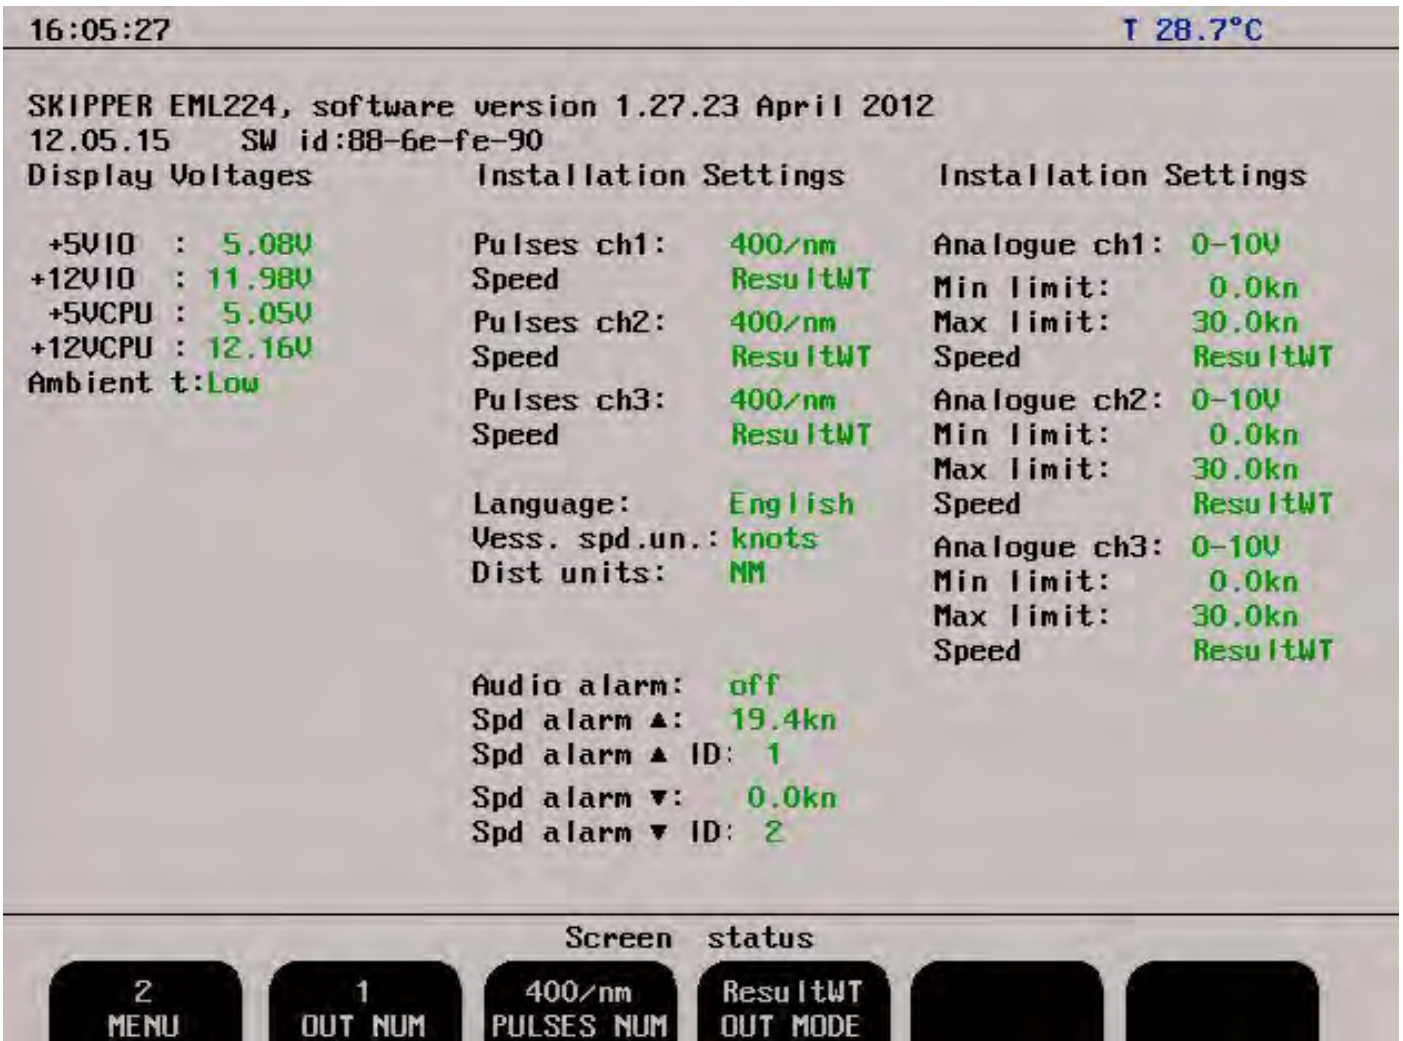 16:05:27 T 28.7°C
SKIPPER EML224, software version 1.27.23 April 2012
12.05.15 SW id:88-6e-fe-90
Display Voltages Installation Settings Installation Settings
+5VIO : 5.08V Pulses ch1: 400/nm Analogue ch1: 0-10V
+12VIO : 11.98V Speed ResultWT Min limit: 0.0kn
+5VCPU : 5.05V Pulses ch2: 400/nm Max limit: 30.0kn
+12VCPU : 12.16V Speed ResultWT Speed ResultWT
Ambient t:Low Pulses ch3: 400/nm Analogue ch2: 0-10V
Speed ResultWT Min limit: 0.0kn
Max limit: 30.0kn
Language: English Speed ResultWT
Vess. spd.un.: knots Analogue ch3: 0-10V
Dist units: NM Min limit: 0.0kn
Max limit: 30.0kn
Speed ResultWT
Audio alarm: off
Spd alarm ▲: 19.4kn
Spd alarm ▲ ID: 1
Spd alarm ▼: 0.0kn
Spd alarm ▼ ID: 2
Screen status
2 1 400/nm ResultWT
MENU OUT NUM PULSES NUM OUT MODE